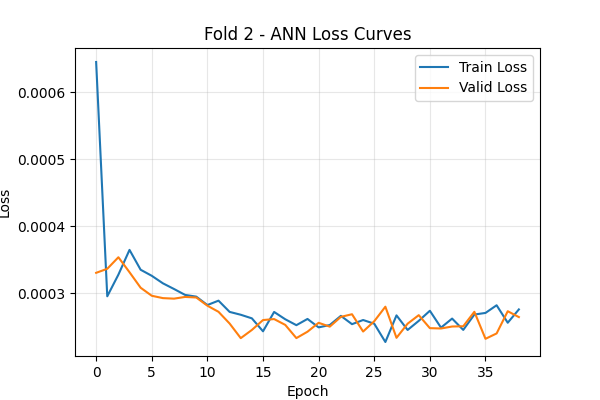 Fold 2 - ANN Loss Curves
Train Loss
Valid Loss
0.0006
0.0005
0.0004
0.0003
Loss
0 5 10 15 20 25 30 35
Epoch